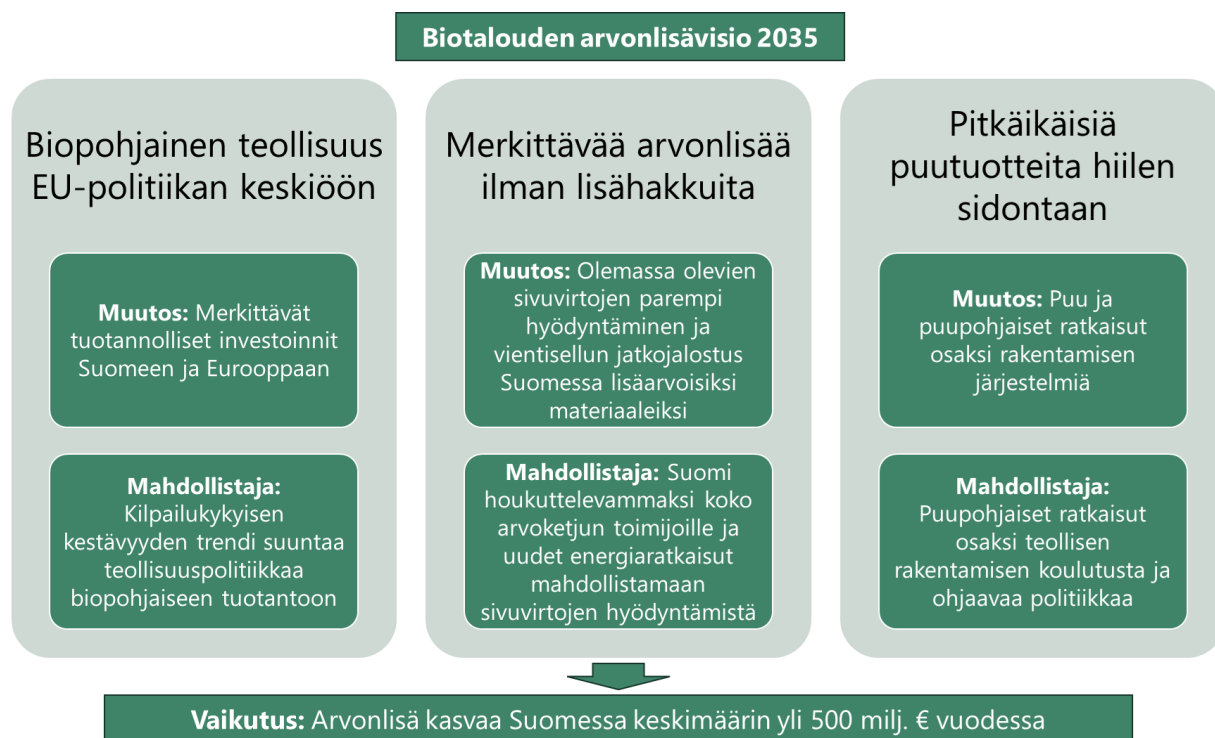 Biotalouden arvonlisävisio 2035
Biopohjainen teollisuus
EU-politiikan keskiöön
Muutos: Merkittävät
tuotannolliset investoinnit
Suomeen ja Eurooppaan
Mahdollistaja:
Kilpailukykyisen
kestävyyden trendi suuntaa
teollisuuspolitiikkaa
biopohjaiseen tuotantoon
Merkittävää arvonlisää
ilman lisähakkuita
Muutos: Olemassa olevien
sivuvirtojen parempi
hyödyntäminen ja
vientisellun jatkojalostus
Suomessa lisäarvoisiksi
materiaaleiksi
Mahdollistaja: Suomi
houkuttelevammaksi koko
arvoketjun toimijoille ja
uudet energiaratkaisut
mahdollistamaan
sivuvirtojen hyödyntämistä
Pitkäikäisiä
puutuotteita hiilen
sidontaan
Muutos: Puu ja
puupohjaiset ratkaisut
osaksi rakentamisen
järjestelmiä
Mahdollistaja:
Puupohjaiset ratkaisut
osaksi teollisen
rakentamisen koulutusta ja
ohjaavaa politiikkaa
Vaikutus: Arvonlisä kasvaa Suomessa keskimäärin yli 500 milj. € vuodessa